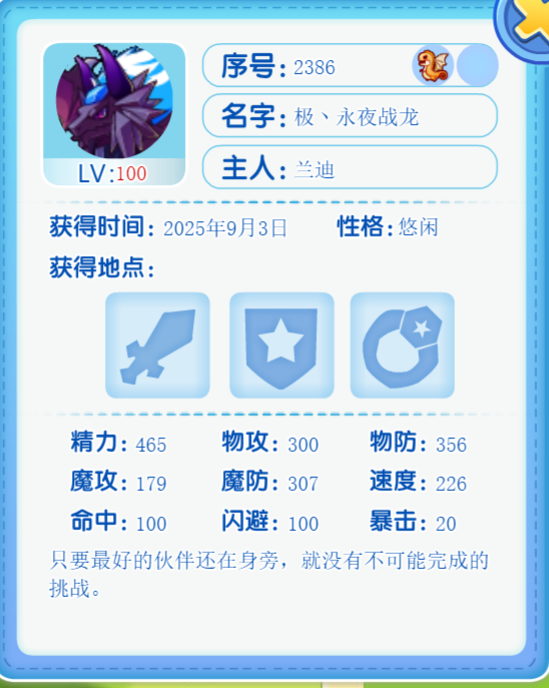 序号：2386
名字：极丶永夜战龙
LV:100
主人：兰迪
获得时间：2025年9月3日 性格：悠闲
获得地点：
精力：465 物攻：300 物防：356
魔攻：179 魔防：307 速度：226
命中：100 闪避：100 暴击：20
只要最好的伙伴还在身旁，就没有不可能完成的
挑战。